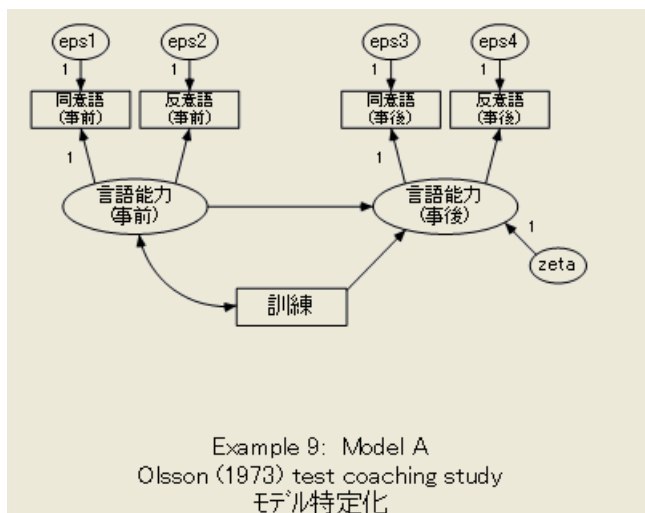 eps1
eps2
eps3
eps4
1
1
1
1
同意語
(事前)
反意語
(事前)
同意語
(事後)
反意語
(事後)
1
1
言語能力
(事前)
言語能力
(事後)
1
zeta
訓練
Example 9: Model A
Olsson (1973) test coaching study
モデル特定化